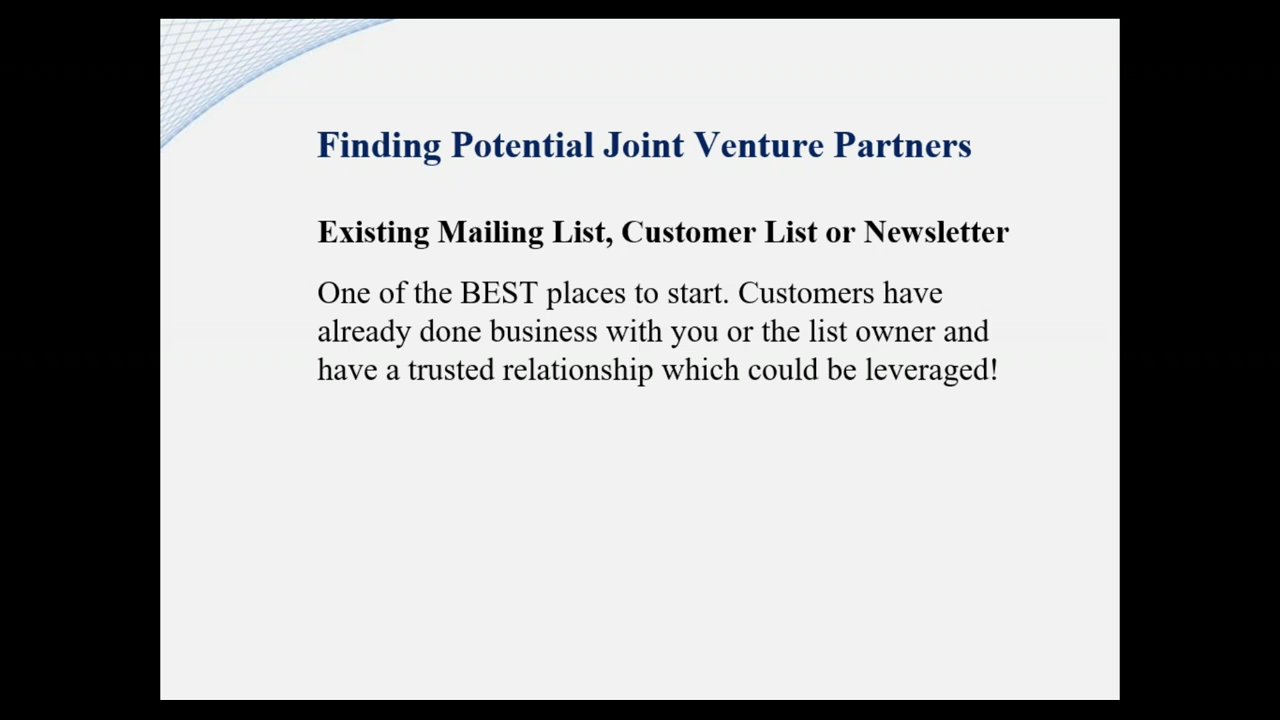 Finding Potential Joint Venture Partners
Existing Mailing List, Customer List or Newsletter
One of the BEST places to start. Customers have
already done business with you or the list owner and
have a trusted relationship which could be leveraged!